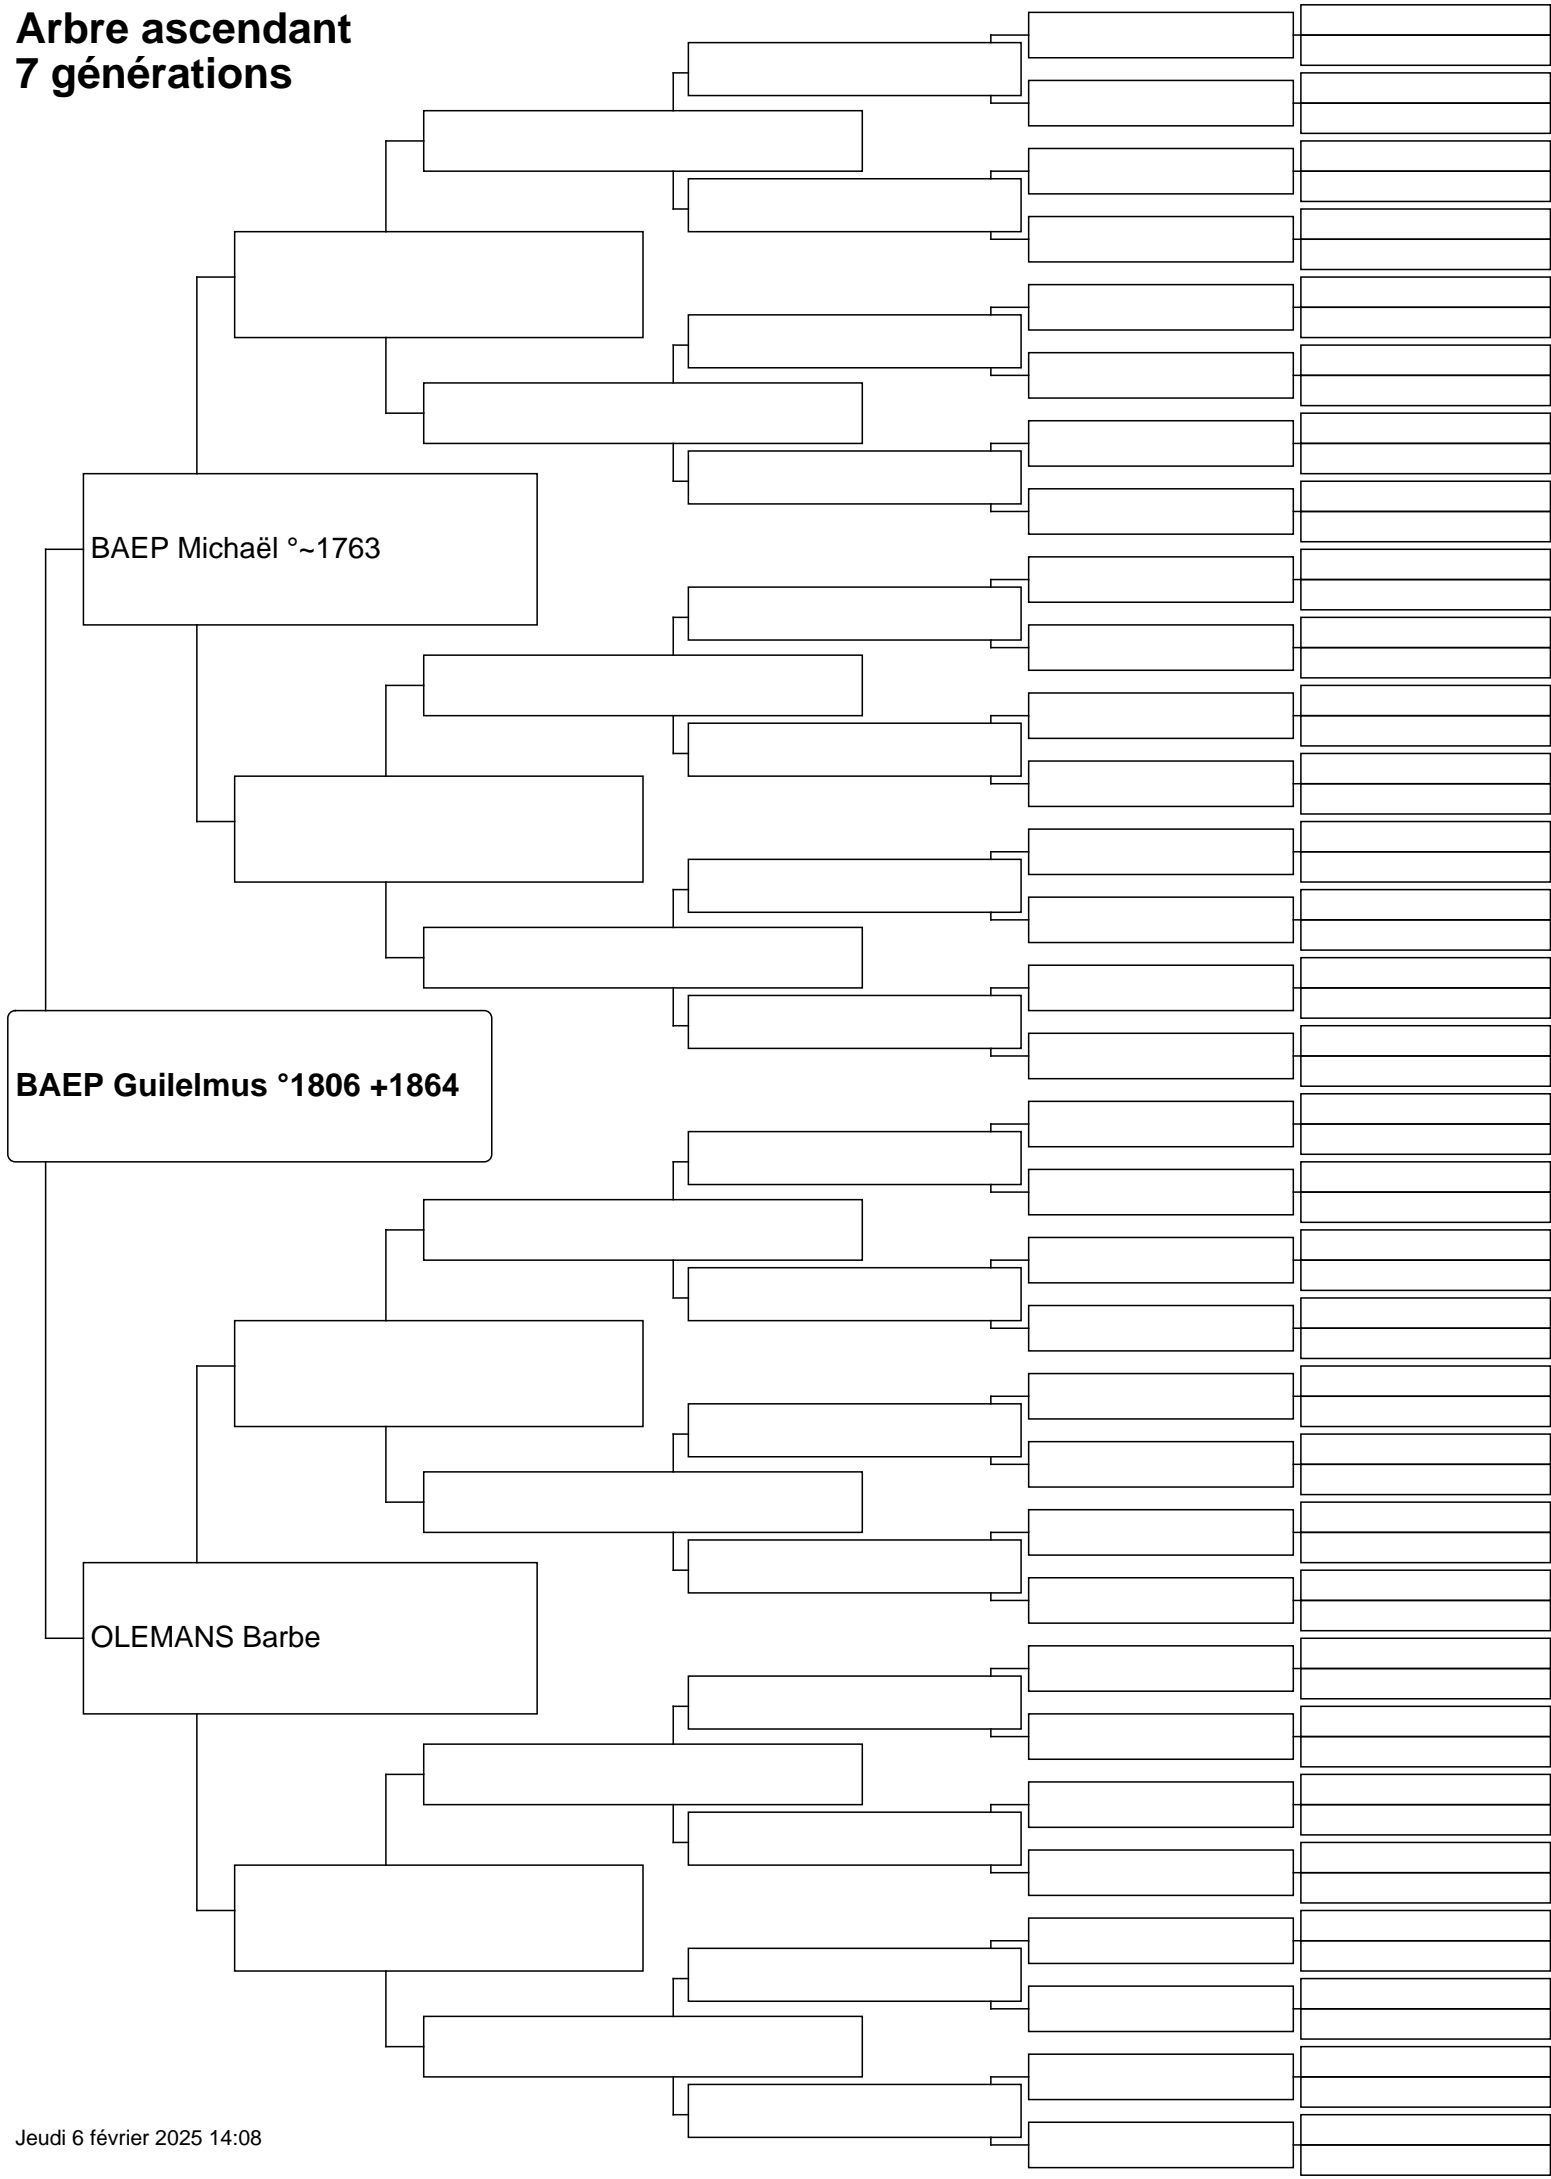 Arbre ascendant
7 générations
BAEP Michaël °~1763
BAEP Guilelmus °1806 +1864
OLEMANS Barbe
Jeudi 6 février 2025 14:08